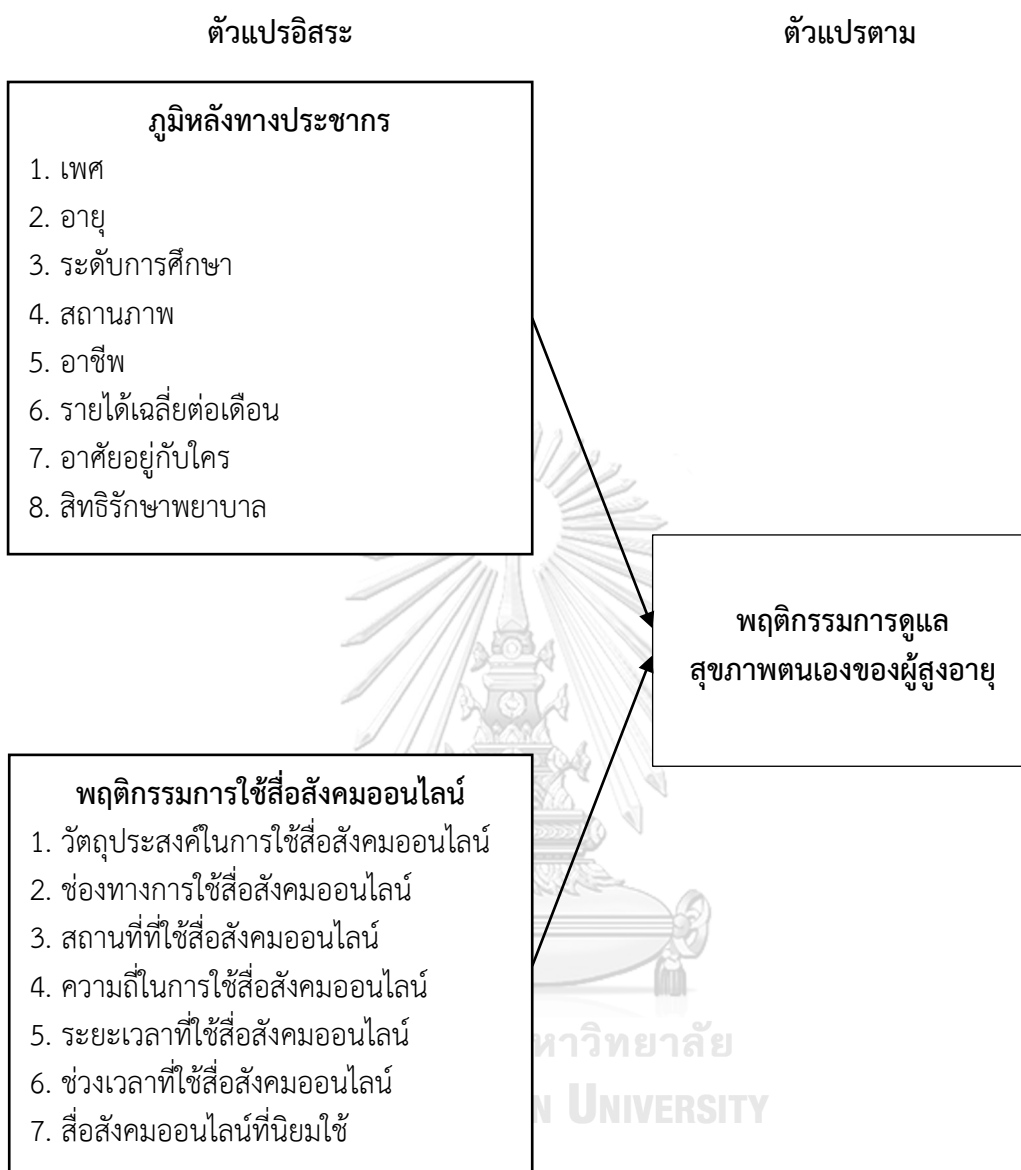 ตัวแปรอิสระ
ตัวแปรตาม
ภูมิหลังทางประชากร
1. เพศ
2. อายุ
3. ระดับการศึกษา
4. สถานภาพ
5. อาชีพ
6. รายได้เฉลี่ยต่อเดือน
7. อาศัยอยู่กับใคร
8. สิทธิรักษาพยาบาล
พฤติกรรมการดูแล
สุขภาพตนเองของผู้สูงอายุ
พฤติกรรมการใช้สื่อสังคมออนไลน์
1. วัตถุประสงค์ในการใช้สื่อสังคมออนไลน์
2. ช่องทางการใช้สื่อสังคมออนไลน์
3. สถานที่ที่ใช้สื่อสังคมออนไลน์
4. ความถี่ในการใช้สื่อสังคมออนไลน์
5. ระยะเวลาที่ใช้สื่อสังคมออนไลน์
6. ช่วงเวลาที่ใช้สื่อสังคมออนไลน์
7. สื่อสังคมออนไลน์ที่นิยมใช้
หาวิทยาลัย
N UNIVERSITY